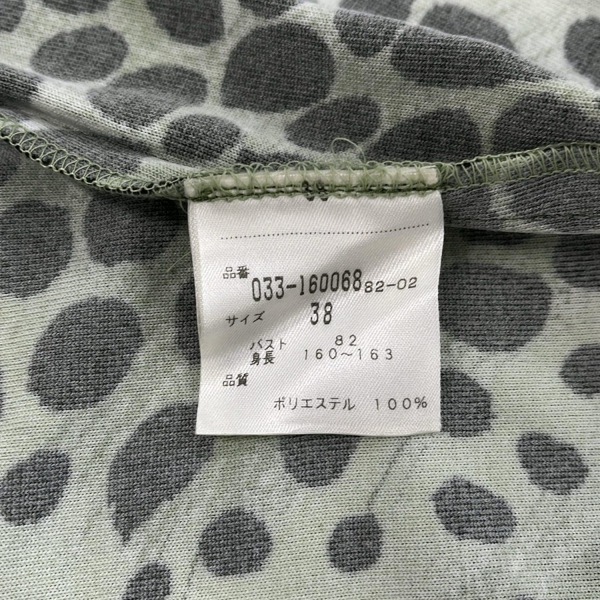 品番 033-160068 82-02
サイズ 38
バスト 82
身長 160～163
品質
ポリエステル 100%